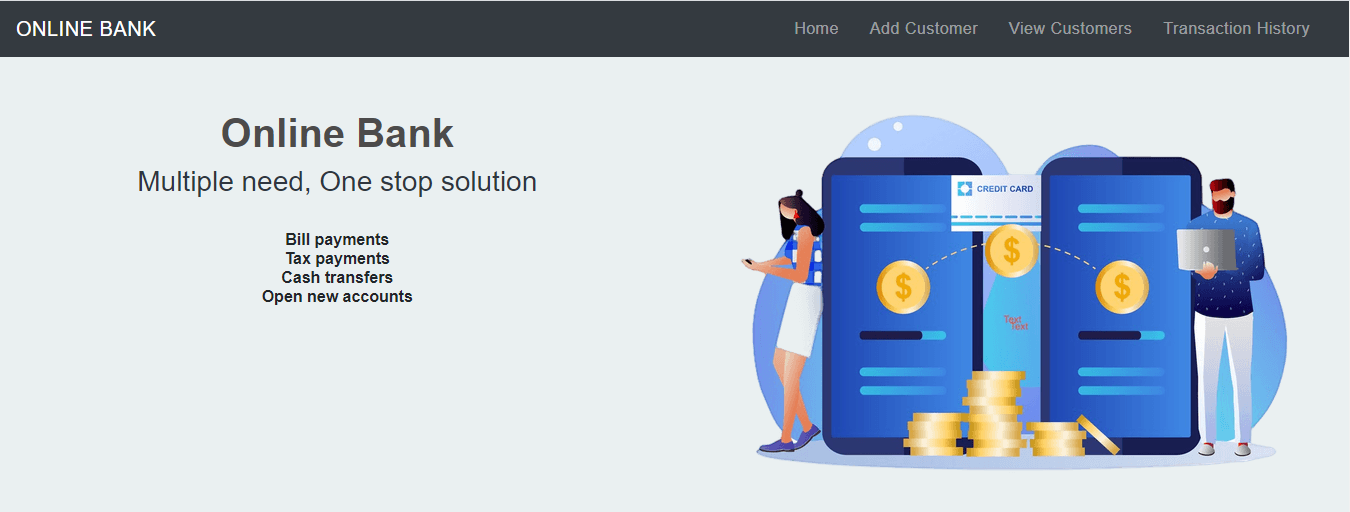 ONLINE BANK
Home Add Customer View Customers Transaction History
Online Bank
Multiple need, One stop solution
Bill payments
Tax payments
Cash transfers
Open new accounts
CREDIT CARD
$
$
$
Text
Text